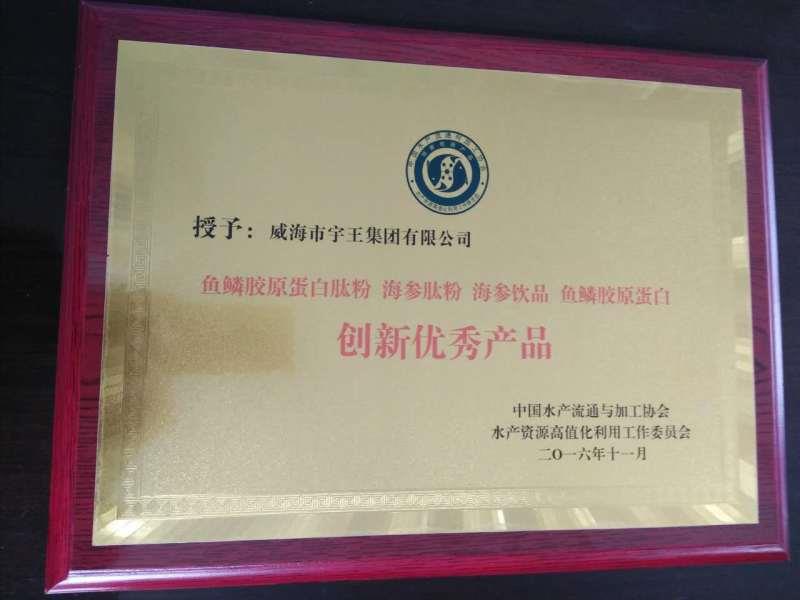 授予：威海市宇王集团有限公司
鱼鳞胶原蛋白肽粉 海参肽粉 海参饮品 鱼鳞胶原蛋白
创新优秀产品
中国水产流通与加工协会
水产资源高值化利用工作委员会
二〇一六年十一月